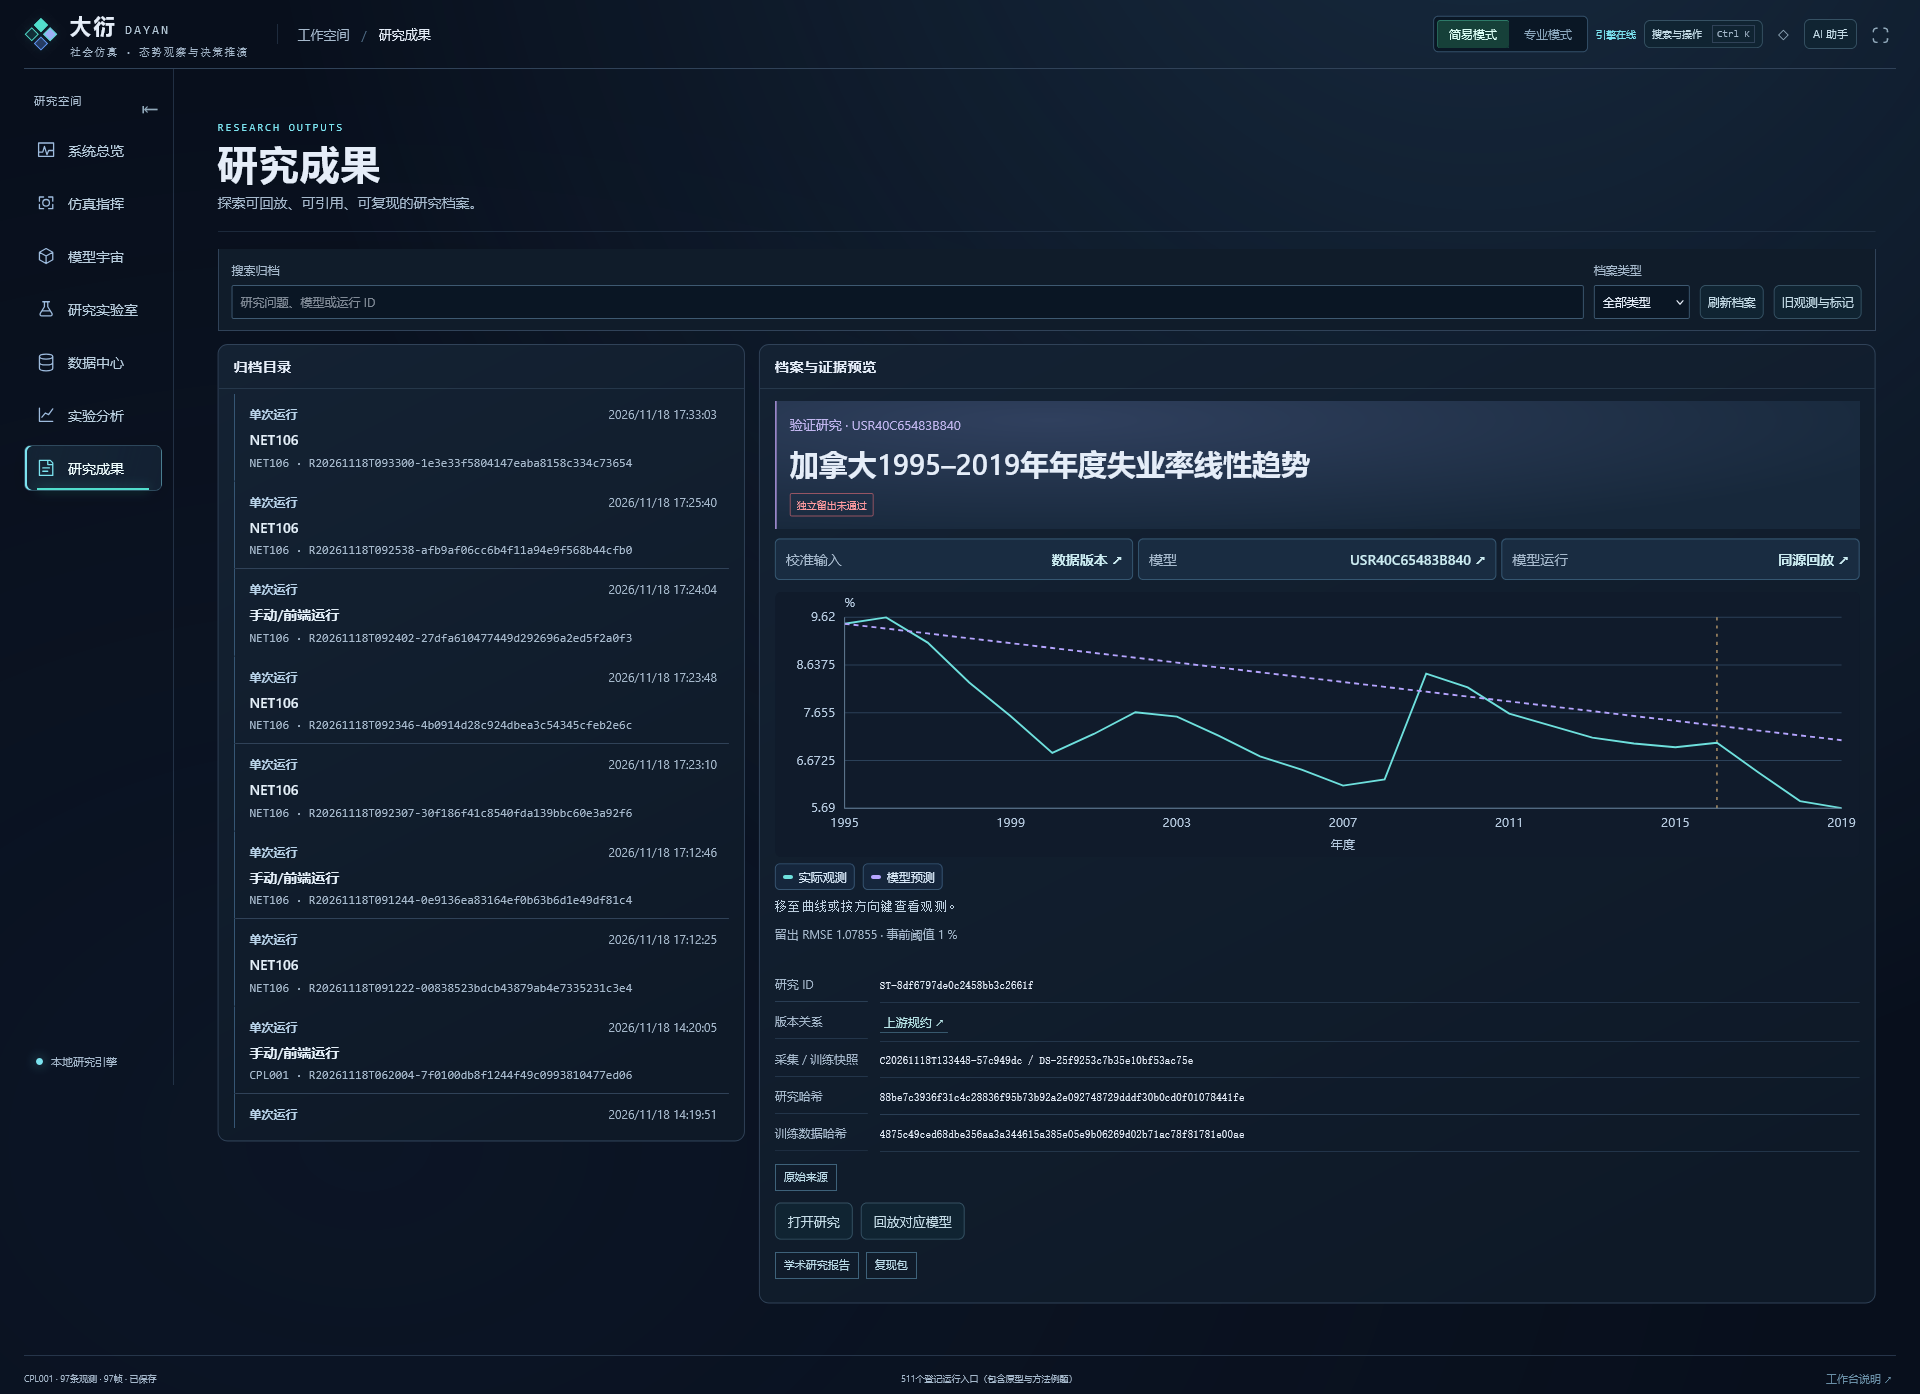 大衍 DAYAN
社会仿真 · 态势观察与决策推演
工作空间 / 研究成果
简易模式 专业模式 引擎在线 搜索与操作 Ctrl K AI 助手
研究空间
系统总览
仿真指挥
模型宇宙
研究实验室
数据中心
实验分析
研究成果
本地研究引擎
RESEARCH OUTPUTS
研究成果
探索可回放、可引用、可复现的研究档案。
搜索归档
研究问题、模型或运行 ID
档案类型
全部类型
刷新档案
旧观测与标记
归档目录
单次运行 2026/11/18 17:33:03
NET106
NET106 · R20261118T093300-1e3e33f5804147eaba8158c334c73654
单次运行 2026/11/18 17:25:40
NET106
NET106 · R20261118T092538-afb9af06cc6b4f11a94e9f568b44cfb0
单次运行 2026/11/18 17:24:04
手动/前端运行
NET106 · R20261118T092402-27dfa610477449d292696a2ed5f2a0f3
单次运行 2026/11/18 17:23:48
NET106
NET106 · R20261118T092346-4b0914d28c924dbea3c54345cfeb2e6c
单次运行 2026/11/18 17:23:10
NET106
NET106 · R20261118T092307-30f186f41c8540fda139bbc60e3a92f6
单次运行 2026/11/18 17:12:46
手动/前端运行
NET106 · R20261118T091244-0e9136ea83164ef0b63b6d1e49df81c4
单次运行 2026/11/18 17:12:25
NET106
NET106 · R20261118T091222-00838523bdcb43879ab4e7335231c3e4
单次运行 2026/11/18 14:20:05
手动/前端运行
CPL001 · R20261118T062004-7f0100db8f1244f49c0993810477ed06
单次运行 2026/11/18 14:19:51
档案与证据预览
验证研究 · USR40C65483B840
加拿大1995–2019年年度失业率线性趋势
独立留出未通过
校准输入 数据版本 ↗
模型 USR40C65483B840 ↗
模型运行 同源回放 ↗
%
9.62
8.6375
7.655
6.6725
5.69
1995 1999 2003 2007 2011 2015 2019
年度
实际观测 模型预测
移至曲线或按方向键查看观测。
留出 RMSE 1.07855 · 事前阈值 1 %
研究 ID ST-8df6797de0c2458bb3c2661f
版本关系 上游规约 ↗
采集 / 训练快照 C20261118T133448-57c949dc / DS-25f9253c7b35e10bf53ac75e
研究哈希 88be7c3936f31c4c28836f95b73b92a2e092748729dddf30b0cd0f01078441fe
训练数据哈希 4875c49ced68dbe356aa3a344615a385e05e9b06269d02b71ac78f81781e00ae
原始来源
打开研究 回放对应模型
学术研究报告 复现包
CPL001 · 97条观测 · 97帧 · 已保存
511个登记运行入口（包含原型与方法例题）
工作台说明 ↗